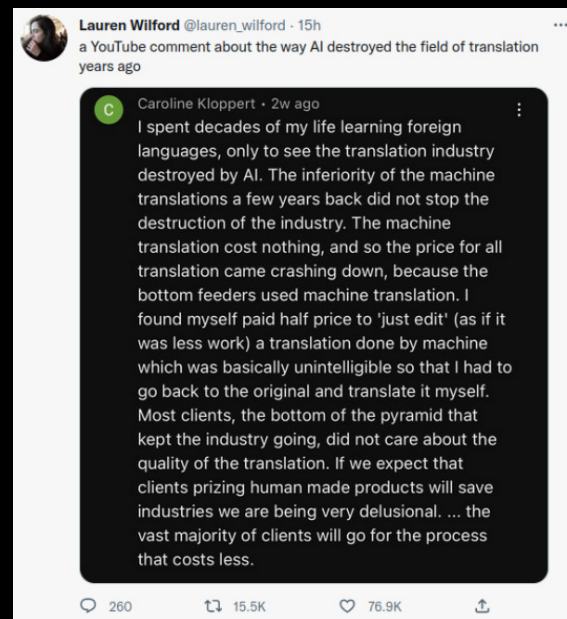 Lauren Wilford @lauren_wilford · 15h
a YouTube comment about the way AI destroyed the field of translation
years ago
C
Caroline Kloppert • 2w ago
I spent decades of my life learning foreign
languages, only to see the translation industry
destroyed by AI. The inferiority of the machine
translations a few years back did not stop the
destruction of the industry. The machine
translation cost nothing, and so the price for all
translation came crashing down, because the
bottom feeders used machine translation. I
found myself paid half price to 'just edit' (as if it
was less work) a translation done by machine
which was basically unintelligible so that I had to
go back to the original and translate it myself.
Most clients, the bottom of the pyramid that
kept the industry going, did not care about the
quality of the translation. If we expect that
clients prizing human made products will save
industries we are being very delusional. ... the
vast majority of clients will go for the process
that costs less.
260 15.5K 76.9K